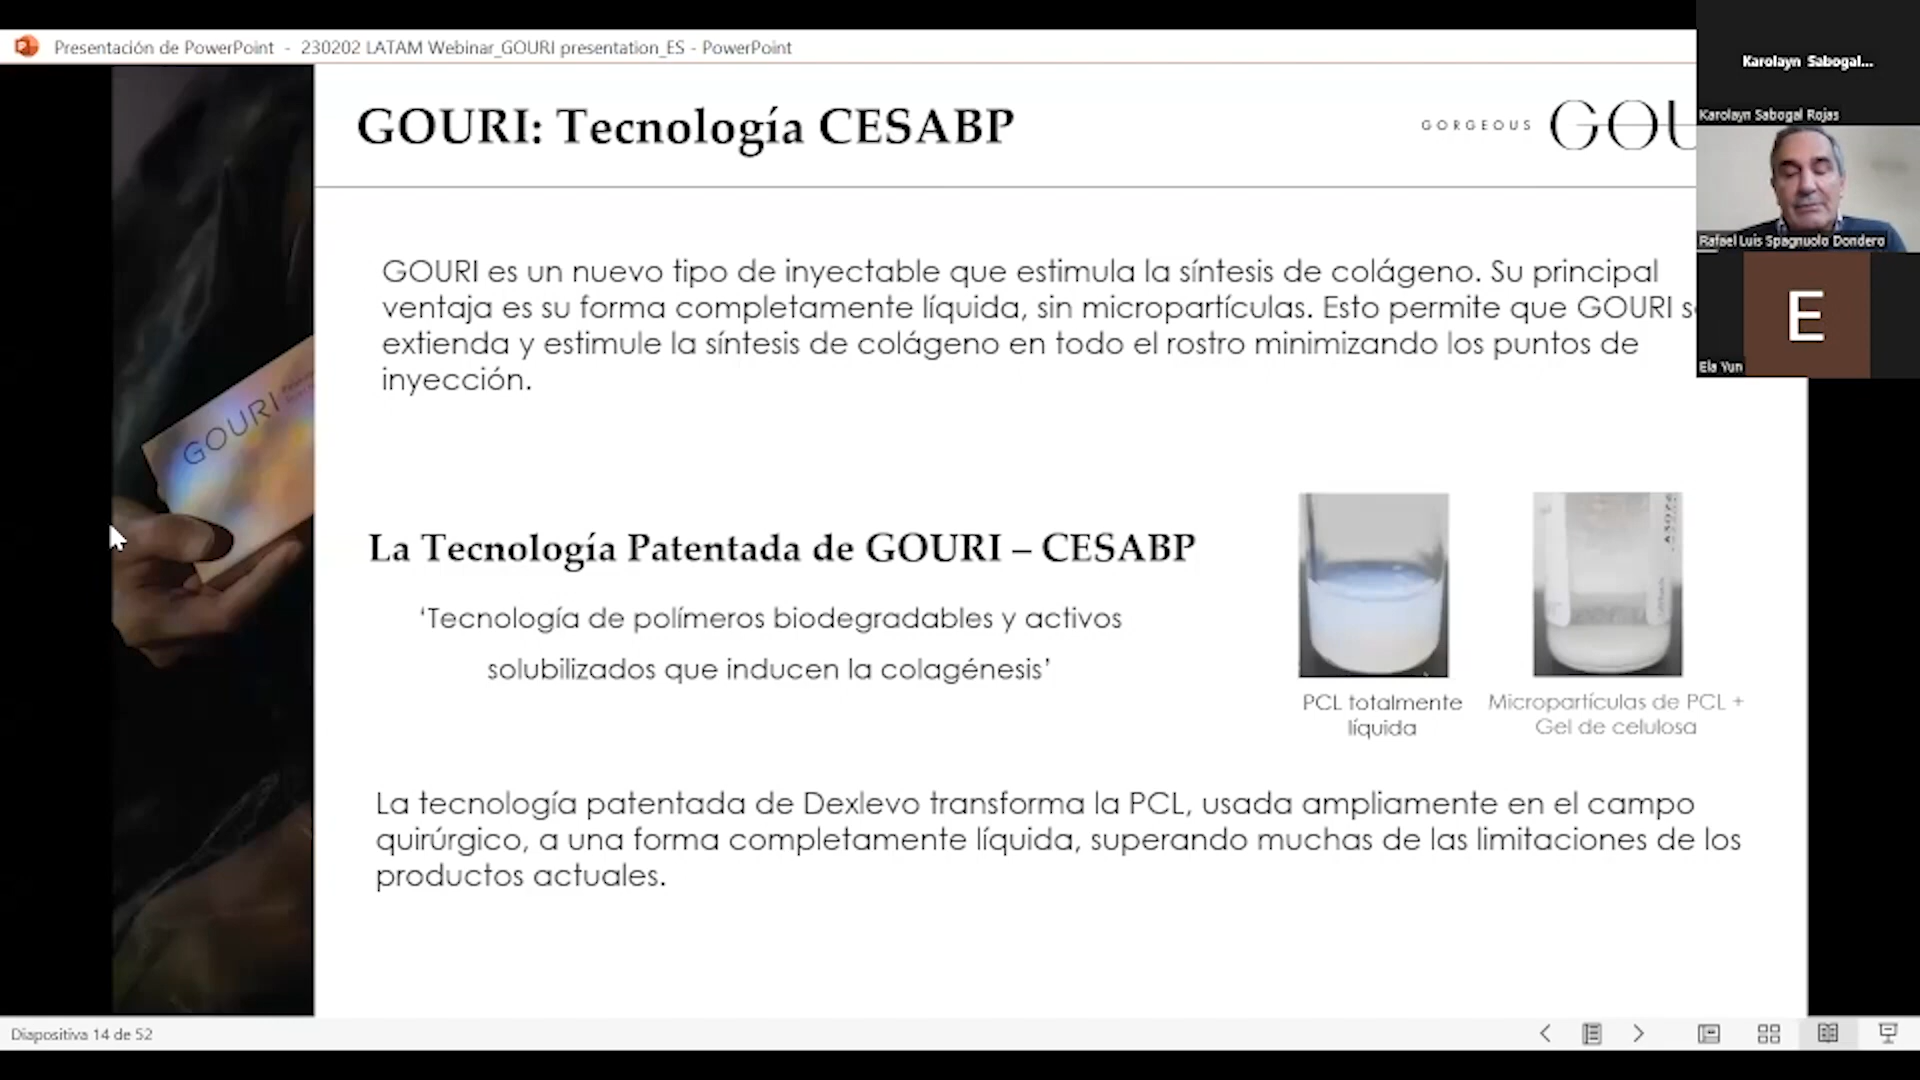 Presentación de PowerPoint - 230202 LATAM Webinar_GOURI presentation_ES - PowerPoint
Karolayn Sabogal...
Karolayn Sabogal Rojas
GOURI: Tecnología CESABP
GORGEOUS GOU
Rafael Luis Spagnuolo Dondero
GOURI es un nuevo tipo de inyectable que estimula la síntesis de colágeno. Su principal
ventaja es su forma completamente líquida, sin micropartículas. Esto permite que GOURI s
extienda y estimule la síntesis de colágeno en todo el rostro minimizando los puntos de
inyección.
E
Ela Yun
GOURI
La Tecnología Patentada de GOURI – CESABP
‘Tecnología de polímeros biodegradables y activos
solubilizados que inducen la colagénesis’
PCL totalmente
líquida
Micropartículas de PCL +
Gel de celulosa
La tecnología patentada de Dexlevo transforma la PCL, usada ampliamente en el campo
quirúrgico, a una forma completamente líquida, superando muchas de las limitaciones de los
productos actuales.
Diapositiva 14 de 52